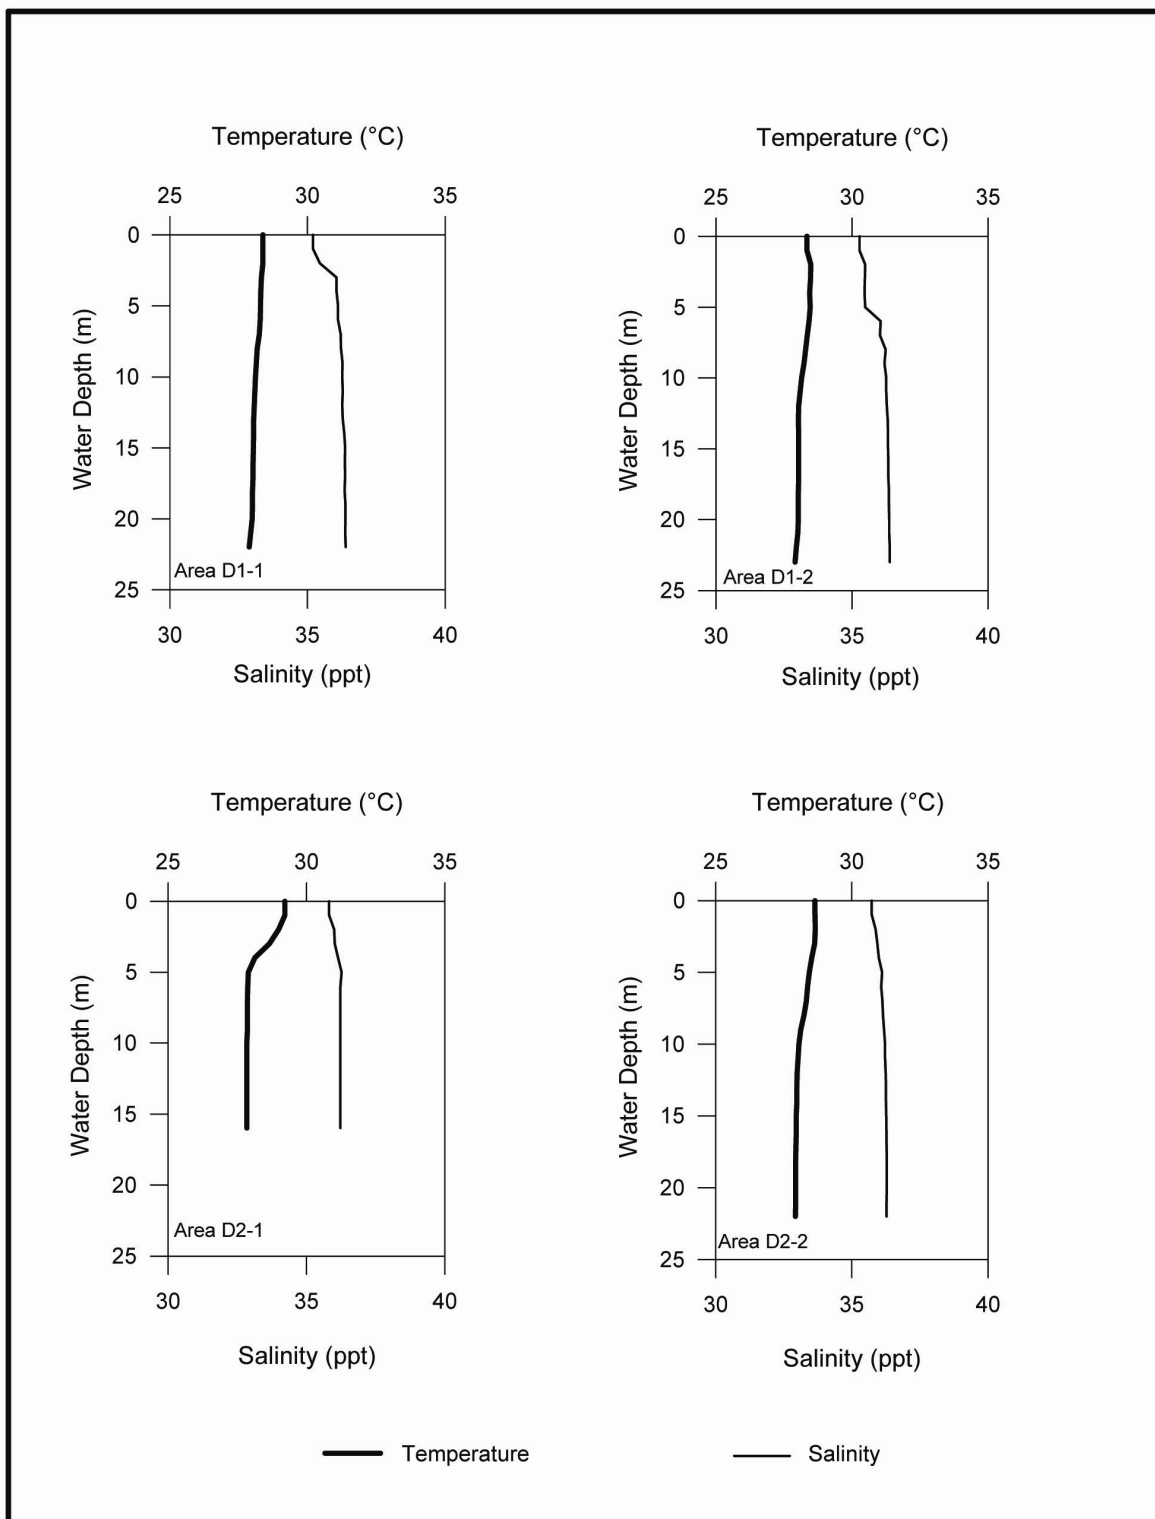 Temperature (°C)
25 30 35
0
5
10
15
20
25
Water Depth (m)
Area D1-1
30 35 40
Salinity (ppt)
Temperature (°C)
25 30 35
0
5
10
15
20
25
Water Depth (m)
Area D1-2
30 35 40
Salinity (ppt)
Temperature (°C)
25 30 35
0
5
10
15
20
25
Water Depth (m)
Area D2-1
30 35 40
Salinity (ppt)
Temperature (°C)
25 30 35
0
5
10
15
20
25
Water Depth (m)
Area D2-2
30 35 40
Salinity (ppt)
Temperature
Salinity